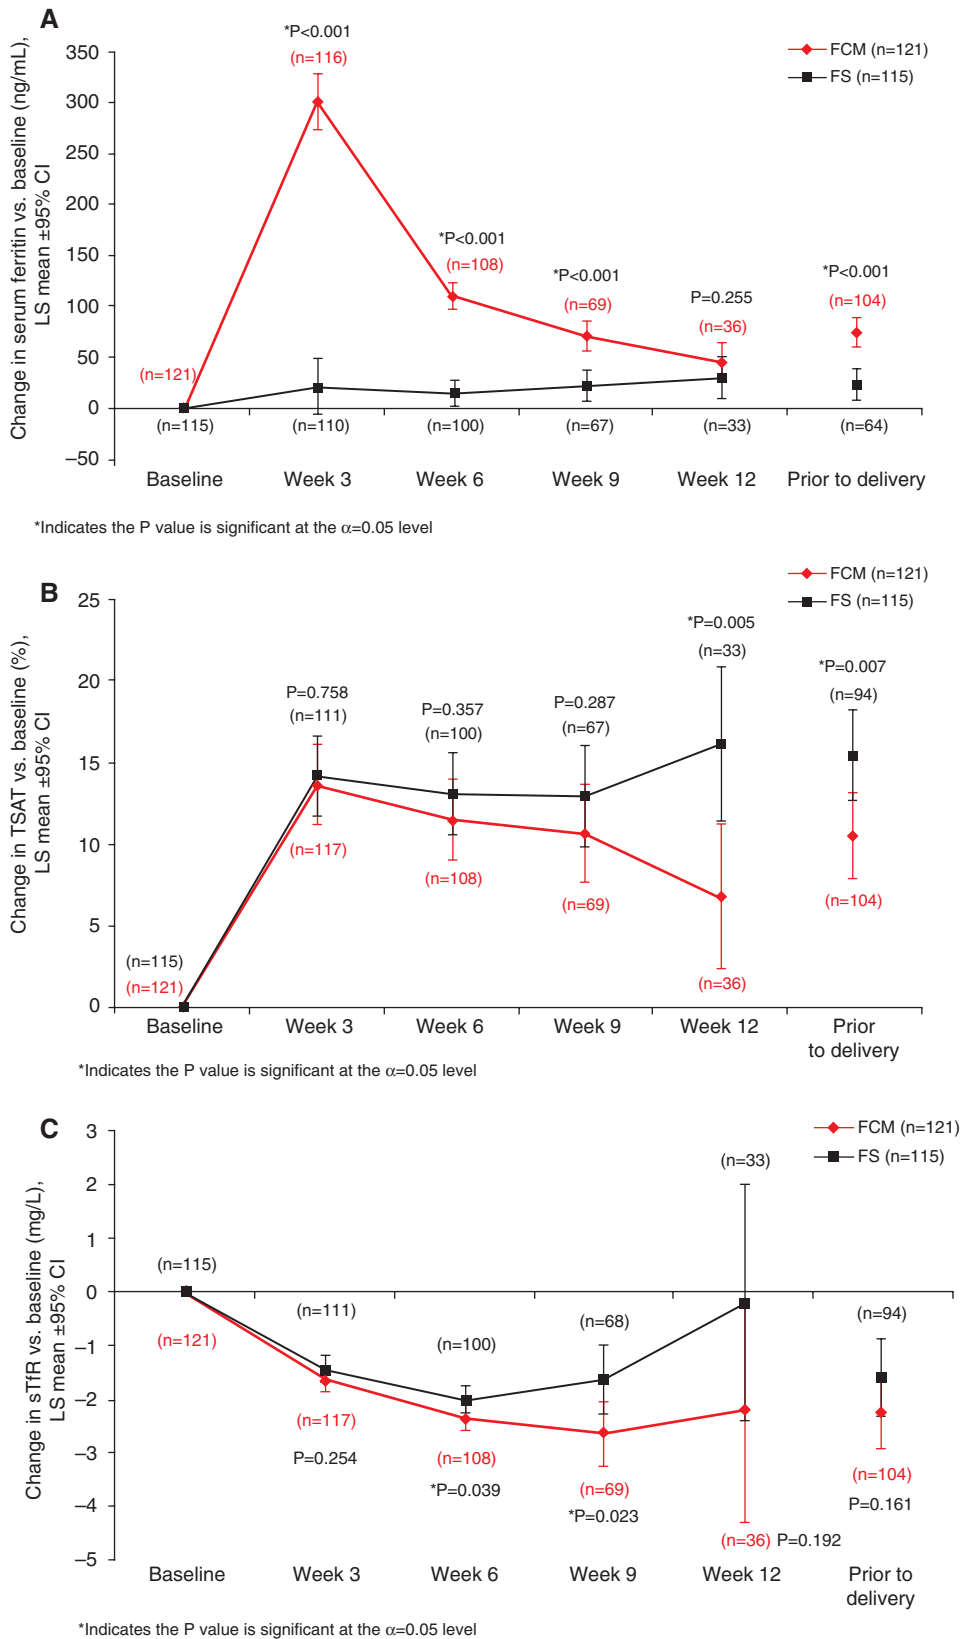 A
Change in serum ferritin vs. baseline (ng/mL),
LS mean ±95% CI
350
300
250
200
150
100
50
0
–50
*P<0.001
(n=116)
*P<0.001
(n=108)
*P<0.001
(n=69)
P=0.255
(n=36)
*P<0.001
(n=104)
FCM (n=121)
FS (n=115)
(n=121)
(n=115)
(n=110)
(n=100)
(n=67)
(n=33)
(n=64)
Baseline
Week 3
Week 6
Week 9
Week 12
Prior to delivery
*Indicates the P value is significant at the α=0.05 level
B
Change in TSAT vs. baseline (%),
LS mean ±95% CI
25
20
15
10
5
0
FCM (n=121)
FS (n=115)
P=0.758
(n=111)
P=0.357
(n=100)
P=0.287
(n=67)
*P=0.005
(n=33)
*P=0.007
(n=94)
(n=117)
(n=108)
(n=69)
(n=36)
(n=104)
(n=115)
(n=121)
Baseline
Week 3
Week 6
Week 9
Week 12
Prior
to delivery
*Indicates the P value is significant at the α=0.05 level
C
Change in sTfR vs. baseline (mg/L),
LS mean ±95% CI
3
2
1
0
–1
–2
–3
–4
–5
FCM (n=121)
FS (n=115)
(n=115)
(n=111)
(n=100)
(n=68)
(n=33)
(n=94)
(n=121)
(n=117)
P=0.254
(n=108)
*P=0.039
(n=69)
*P=0.023
(n=36) P=0.192
(n=104)
P=0.161
Baseline
Week 3
Week 6
Week 9
Week 12
Prior to
delivery
*Indicates the P value is significant at the α=0.05 level